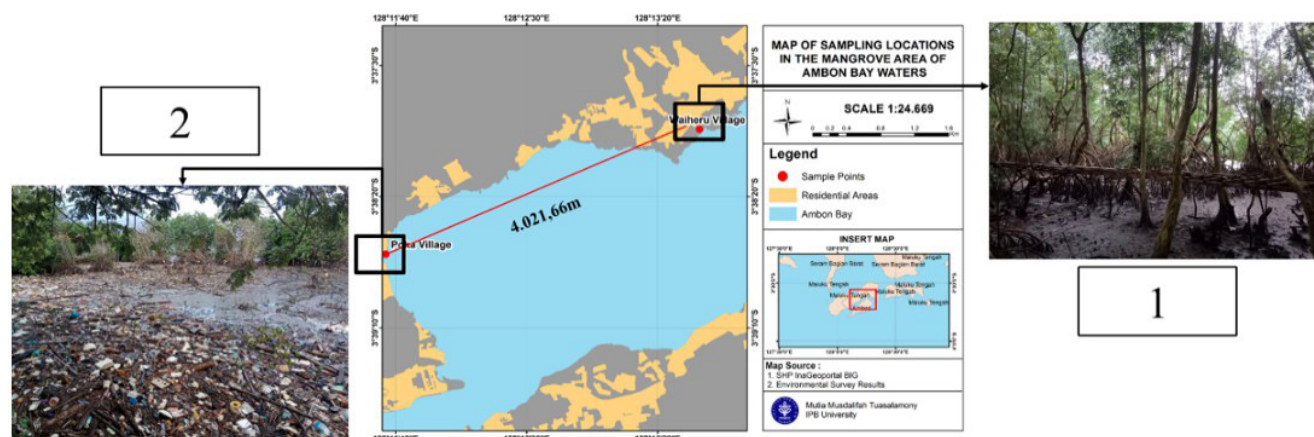 2
128°11'40"E 128°12'30"E 128°13'20"E
3°37'30"S
3°38'20"S
3°39'10"S
3°37'30"S
3°38'20"S
3°39'10"S
Waiheru Village
4.021,66m
Poka Village
MAP OF SAMPLING LOCATIONS
IN THE MANGROVE AREA OF
AMBON BAY WATERS
N
SCALE 1:24.669
0 0.2 0.4 0.8 1.2 1.6
Km
Legend
Sample Points
Residential Areas
Ambon Bay
INSERT MAP
Seram Bagian Barat Seram Bagian Barat
Maluku Tengah
Maluku Tengah
Maluku Tengah
Maluku Tengah
Maluku Tengah
Ambon
Map Source :
1. SHP InaGeoportal BIG
2. Environmental Survey Results
Mutia Musdalifah Tuasalamony
IPB University
1